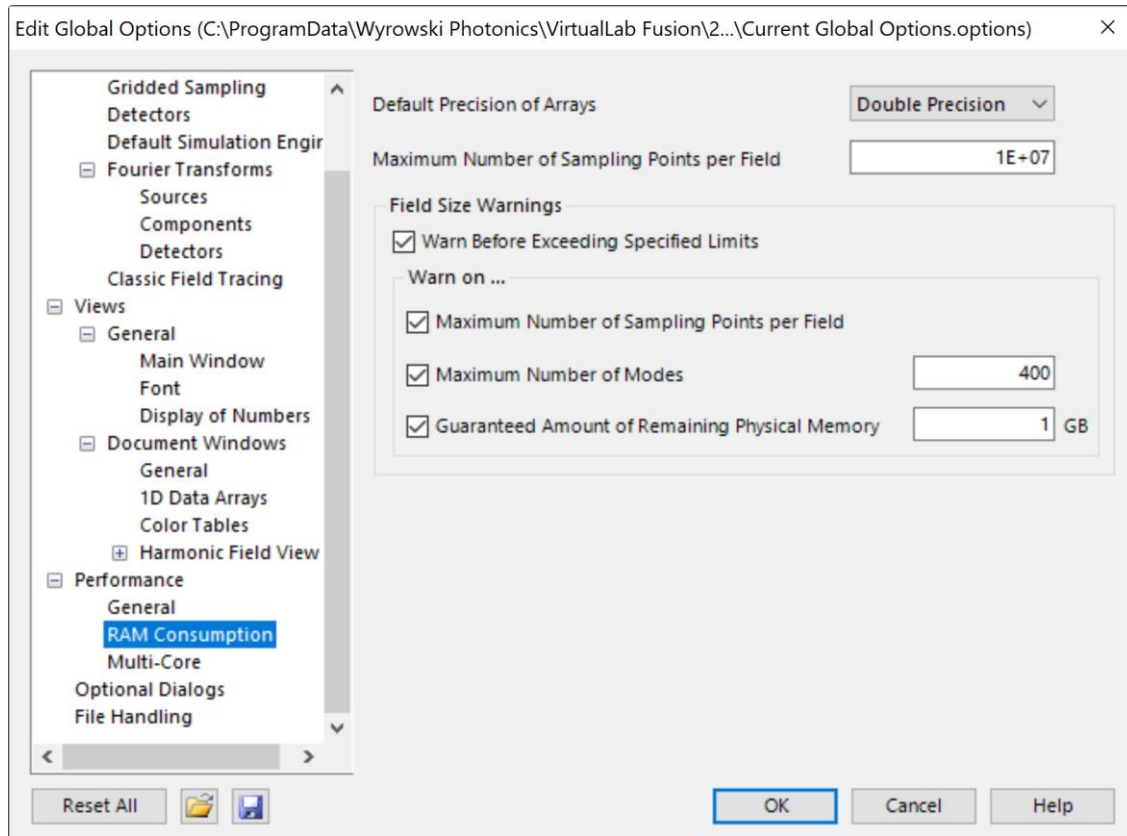 Edit Global Options (C:\ProgramData\Wyrowski Photonics\VirtualLab Fusion\2...\Current Global Options.options)
Gridded Sampling
Detectors
Default Simulation Engir
Fourier Transforms
Sources
Components
Detectors
Classic Field Tracing
Views
General
Main Window
Font
Display of Numbers
Document Windows
General
1D Data Arrays
Color Tables
Harmonic Field View
Performance
General
RAM Consumption
Multi-Core
Optional Dialogs
File Handling
Default Precision of Arrays Double Precision
Maximum Number of Sampling Points per Field 1E+07
Field Size Warnings
Warn Before Exceeding Specified Limits
Warn on ...
Maximum Number of Sampling Points per Field
Maximum Number of Modes 400
Guaranteed Amount of Remaining Physical Memory 1 GB
Reset All OK Cancel Help